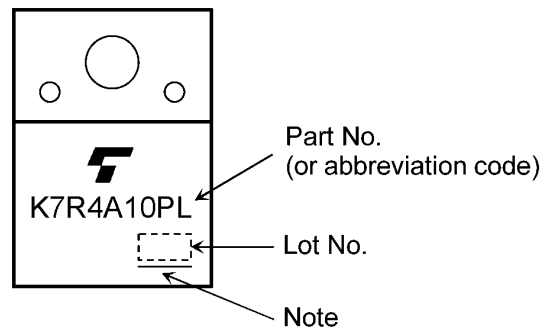 Part No.
(or abbreviation code)
K7R4A10PL
Lot No.
Note